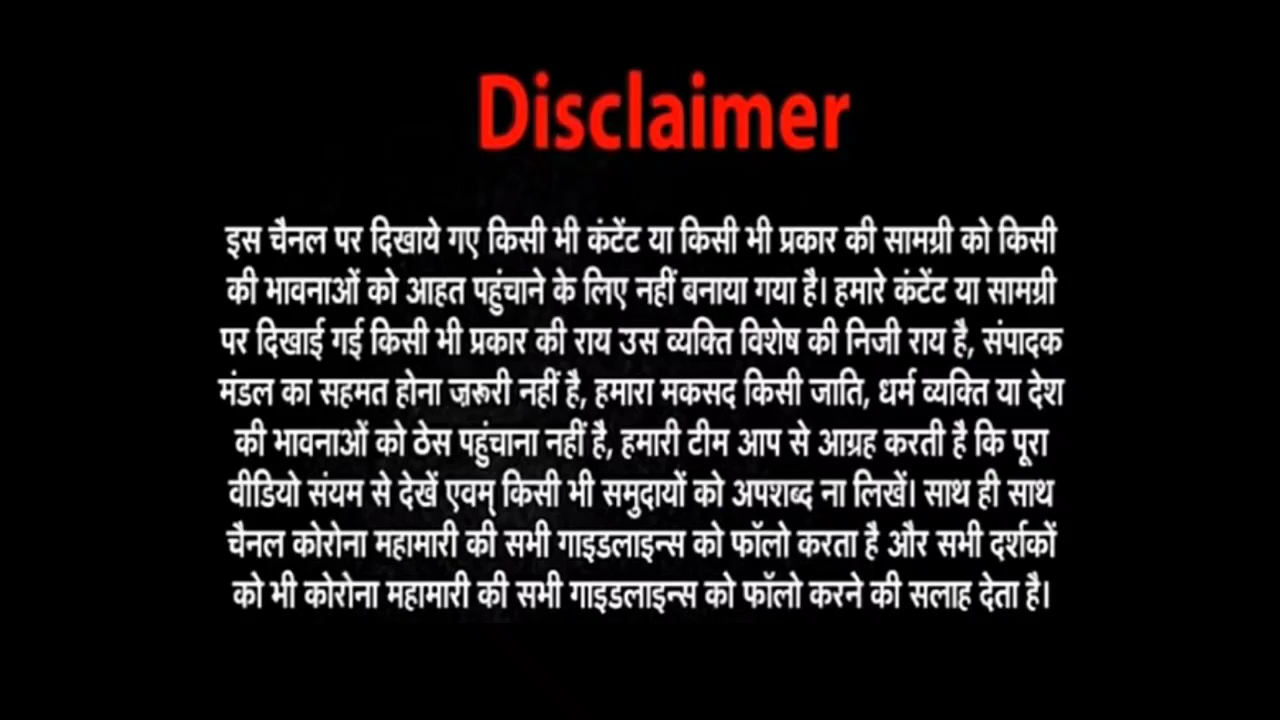 Disclaimer
इस चैनल पर दिखाये गए किसी भी कंटेंट या किसी भी प्रकार की सामग्री को किसी
की भावनाओं को आहत पहुंचाने के लिए नहीं बनाया गया है। हमारे कंटेंट या सामग्री
पर दिखाई गई किसी भी प्रकार की राय उस व्यक्ति विशेष की निजी राय है, संपादक
मंडल का सहमत होना ज़रूरी नहीं है, हमारा मकसद किसी जाति, धर्म व्यक्ति या देश
की भावनाओं को ठेस पहुंचाना नहीं है, हमारी टीम आप से आग्रह करती है कि पूरा
वीडियो संयम से देखें एवम् किसी भी समुदायों को अपशब्द ना लिखें। साथ ही साथ
चैनल कोरोना महामारी की सभी गाइडलाइन्स को फॉलो करता है और सभी दर्शकों
को भी कोरोना महामारी की सभी गाइडलाइन्स को फॉलो करने की सलाह देता है।